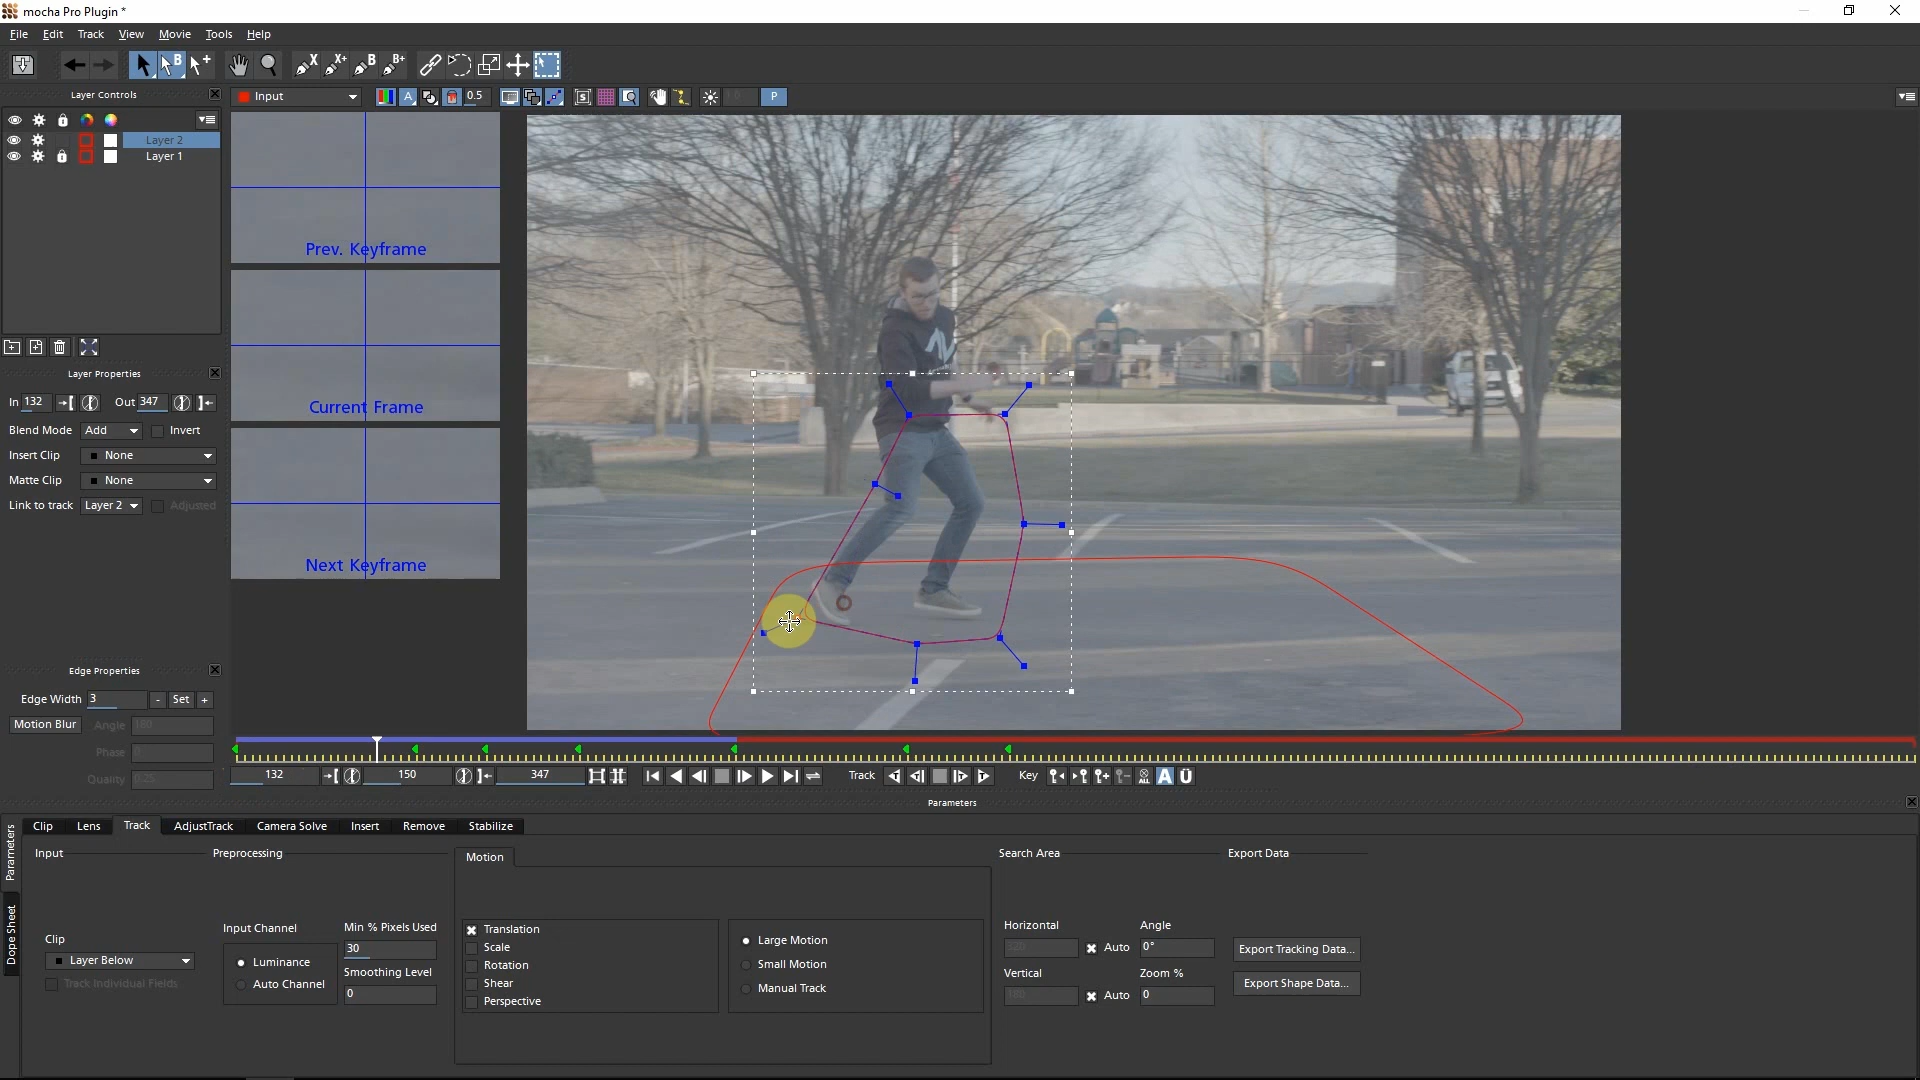 mocha Pro Plugin *
File Edit Track View Movie Tools Help
Layer Controls
Input
A
0.5
S
P
Layer 2
Layer 1
Prev. Keyframe
Current Frame
Next Keyframe
Layer Properties
In 132 Out 347
Blend Mode Add Invert
Insert Clip None
Matte Clip None
Link to track Layer 2 Adjusted
Edge Properties
Edge Width 3 - Set +
Motion Blur Angle 180
Phase
Quality 0.25
132 150 347 Track Key ALL A Ü
Parameters
Parameters
Dope Sheet
Clip Lens Track AdjustTrack Camera Solve Insert Remove Stabilize
Input Preprocessing Motion Search Area Export Data
Clip
Layer Below
Track Individual Fields
Input Channel
Luminance
Auto Channel
Min % Pixels Used
30
Smoothing Level
0
Translation
Scale
Rotation
Shear
Perspective
Large Motion
Small Motion
Manual Track
Horizontal
320 Auto
Vertical
180 Auto
Angle
0°
Zoom %
0
Export Tracking Data...
Export Shape Data...